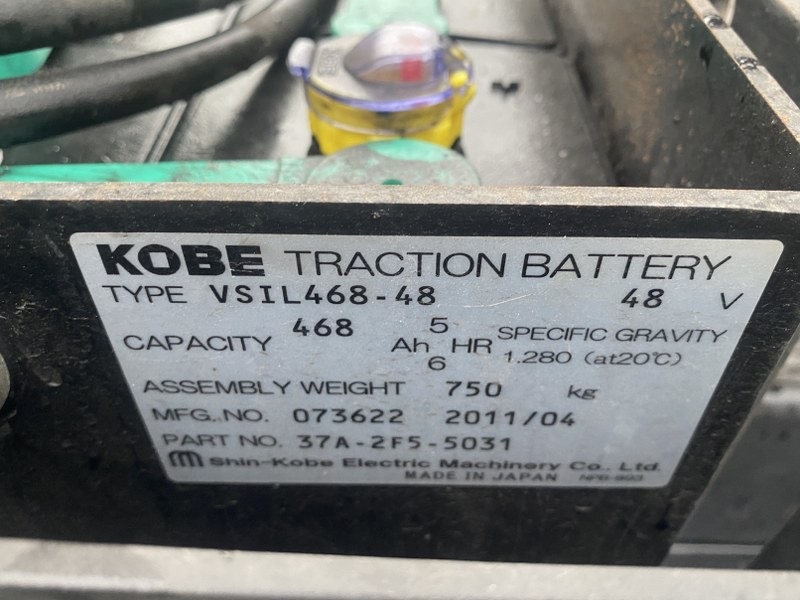 KOBE TRACTION BATTERY
TYPE VSIL468-48 48 V
CAPACITY 468 Ah 5 HR SPECIFIC GRAVITY
6 1.280 (at20℃)
ASSEMBLY WEIGHT 750 kg
MFG.NO. 073622 2011/04
PART NO. 37A-2F5-5031
Shin-Kobe Electric Machinery Co., Ltd.
MADE IN JAPAN